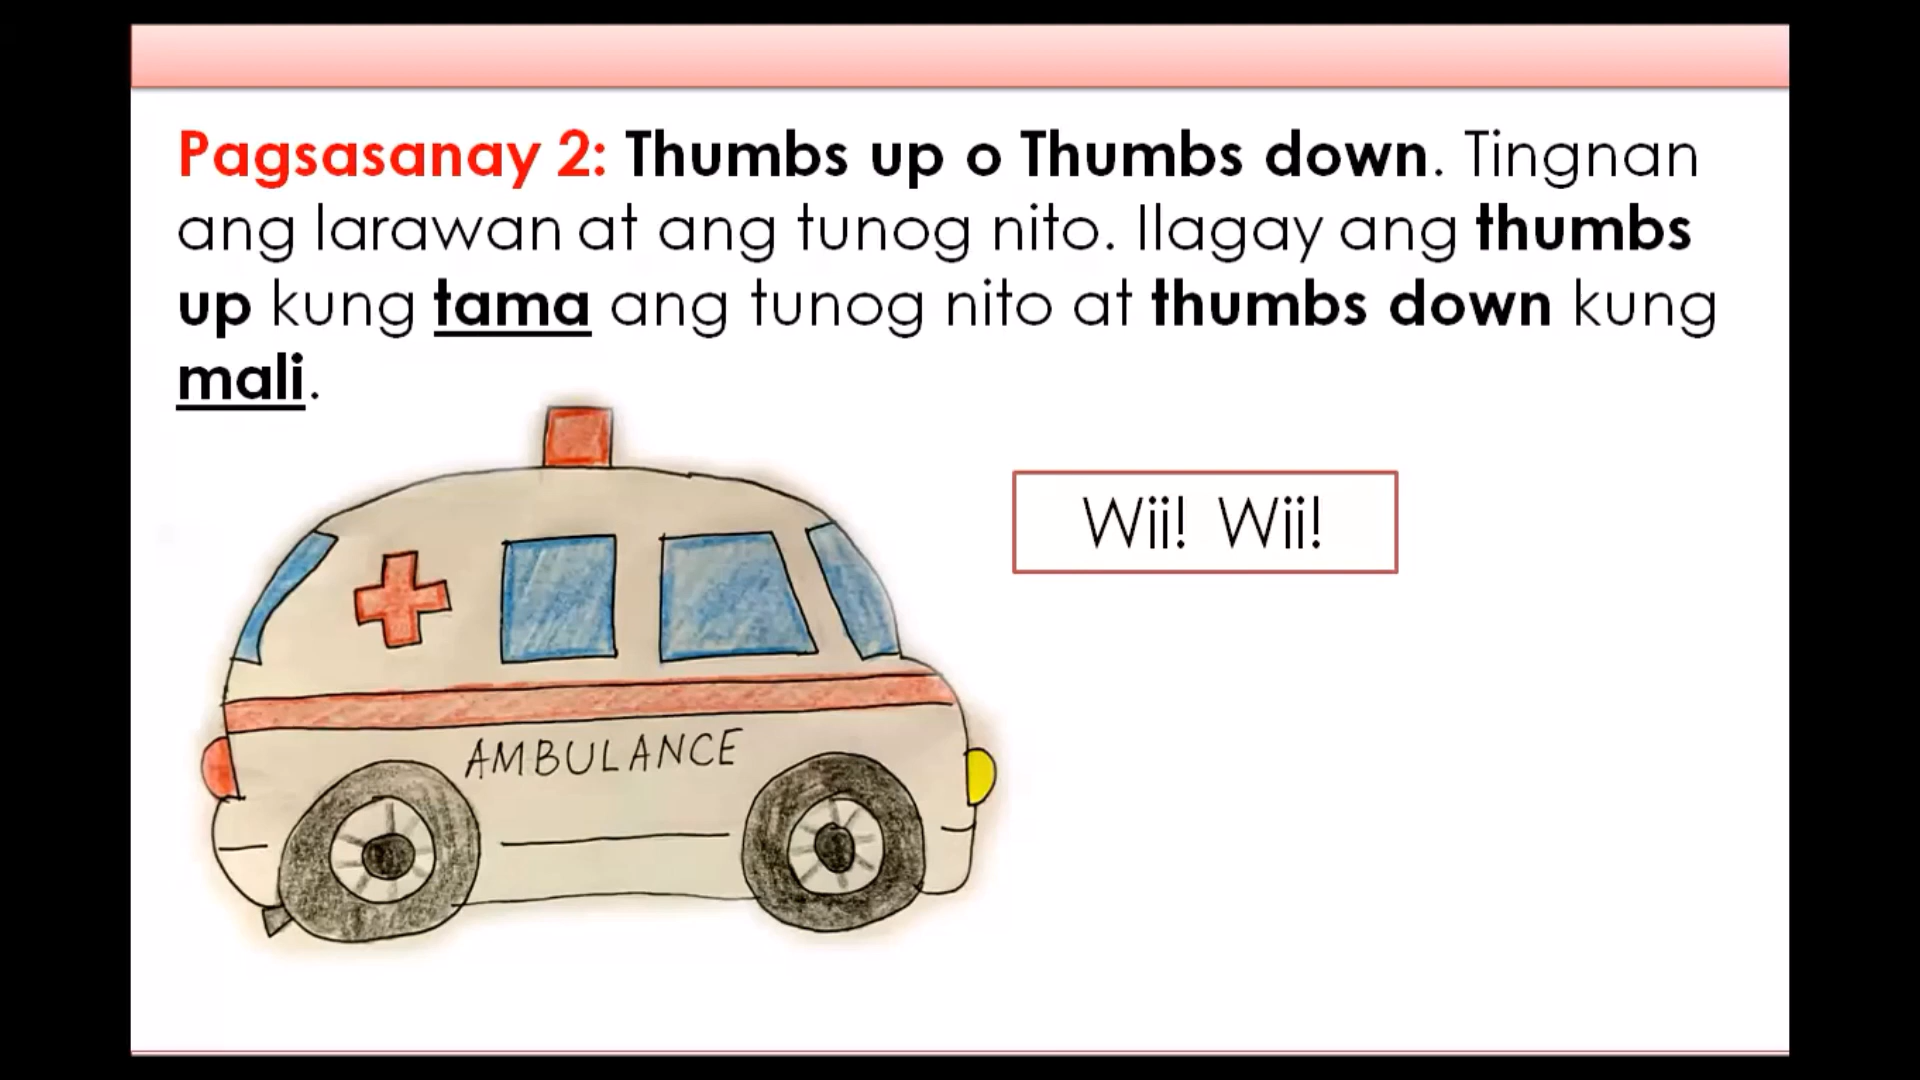 Pagsasanay 2: Thumbs up o Thumbs down. Tingnan
ang larawan at ang tunog nito. Ilagay ang thumbs
up kung tama ang tunog nito at thumbs down kung
mali.
Wii! Wii!
AMBULANCE